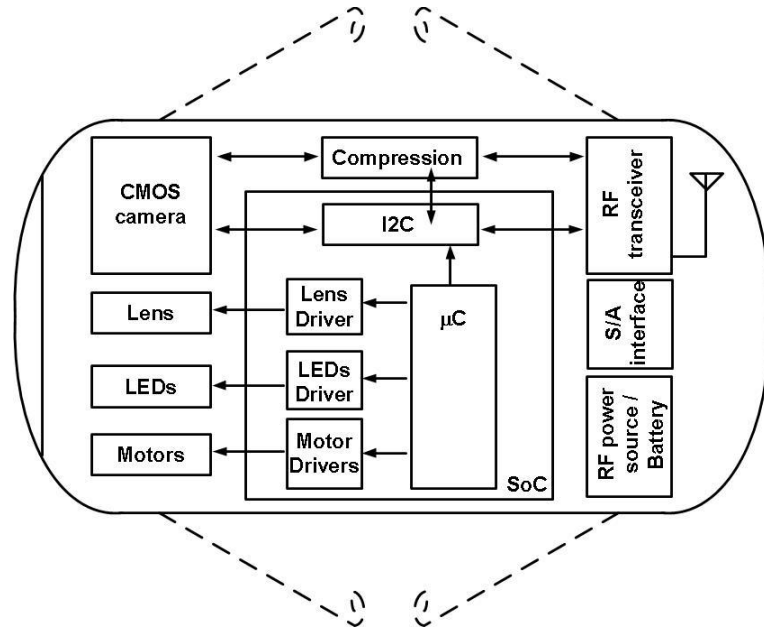 CMOS
camera
Compression
I2C
RF
transceiver
Lens
Lens
Driver
μC
S/A
interface
LEDs
LEDs
Driver
Motors
Motor
Drivers
RF power
source /
Battery
SoC